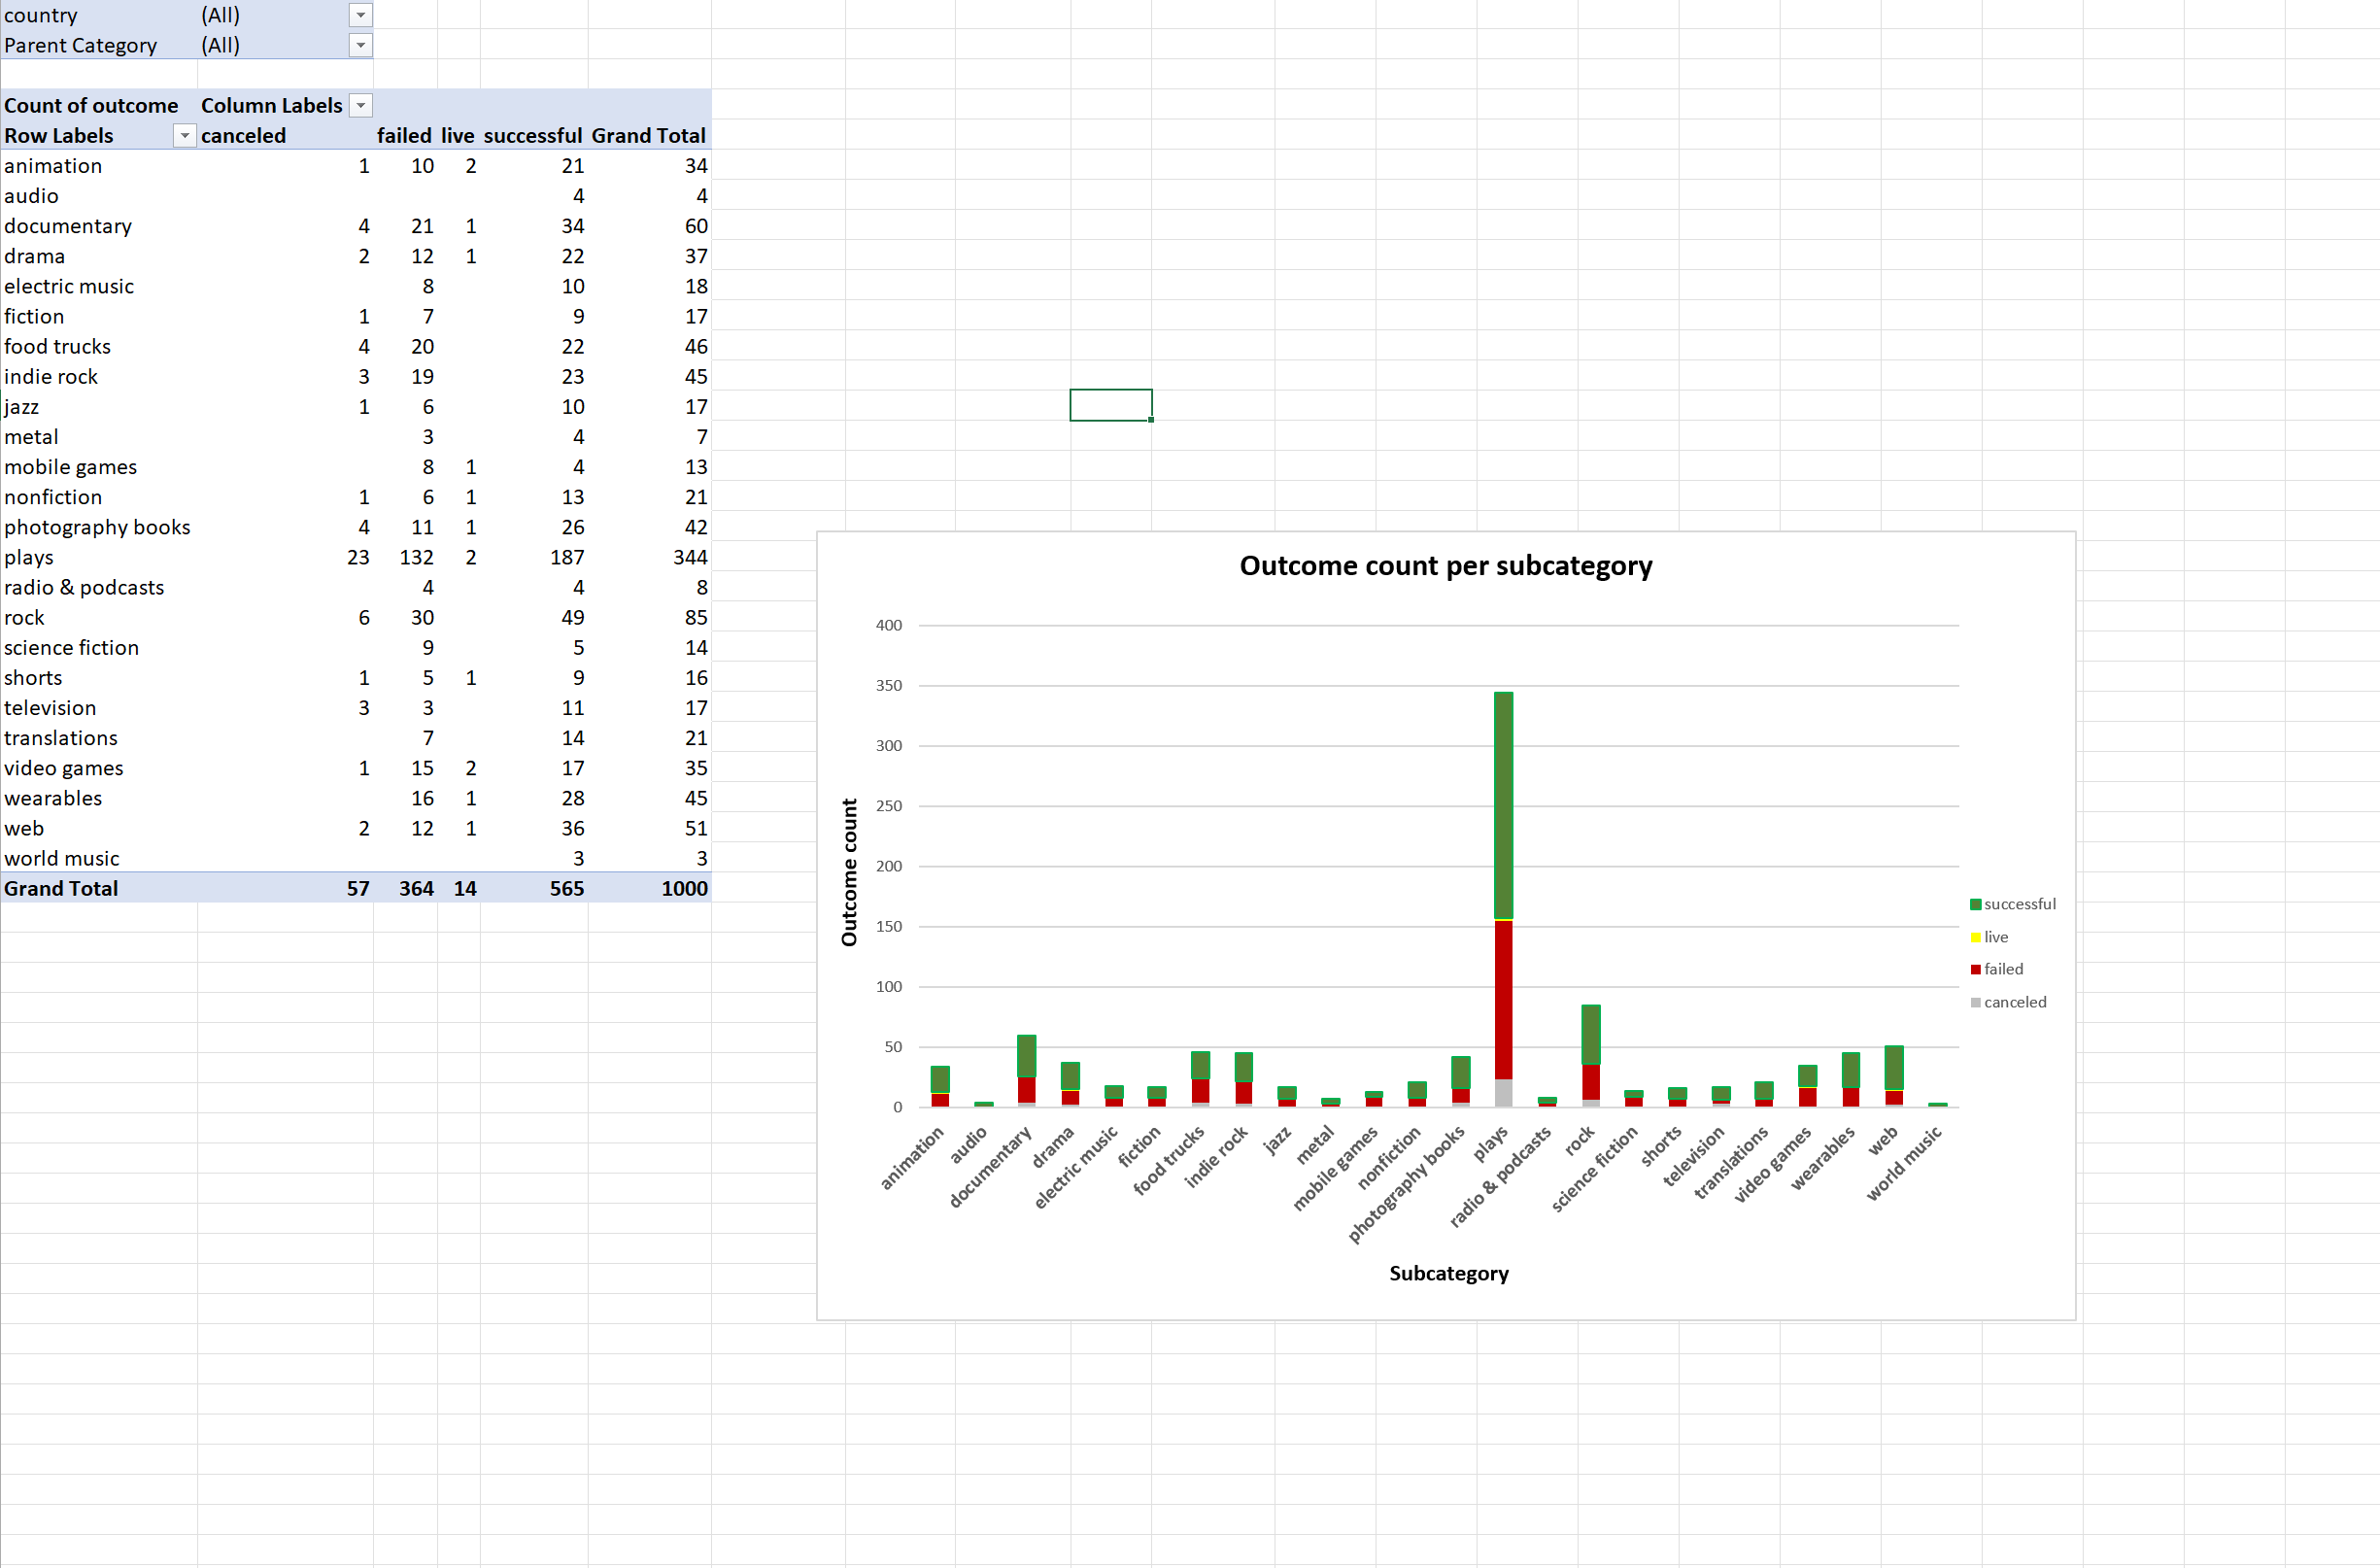 country (All)
Parent Category (All)
Count of outcome Column Labels
Row Labels canceled failed live successful Grand Total
animation 1 10 2 21 34
audio 4 4
documentary 4 21 1 34 60
drama 2 12 1 22 37
electric music 8 10 18
fiction 1 7 9 17
food trucks 4 20 22 46
indie rock 3 19 23 45
jazz 1 6 10 17
metal 3 4 7
mobile games 8 1 4 13
nonfiction 1 6 1 13 21
photography books 4 11 1 26 42
plays 23 132 2 187 344
radio & podcasts 4 4 8
rock 6 30 49 85
science fiction 9 5 14
shorts 1 5 1 9 16
television 3 3 11 17
translations 7 14 21
video games 1 15 2 17 35
wearables 16 1 28 45
web 2 12 1 36 51
world music 3 3
Grand Total 57 364 14 565 1000
Outcome count per subcategory
Outcome count
400
350
300
250
200
150
100
50
0
animation
audio
documentary
drama
electric music
fiction
food trucks
indie rock
jazz
metal
mobile games
nonfiction
photography books
plays
radio & podcasts
rock
science fiction
shorts
television
translations
video games
wearables
web
world music
Subcategory
successful
live
failed
canceled